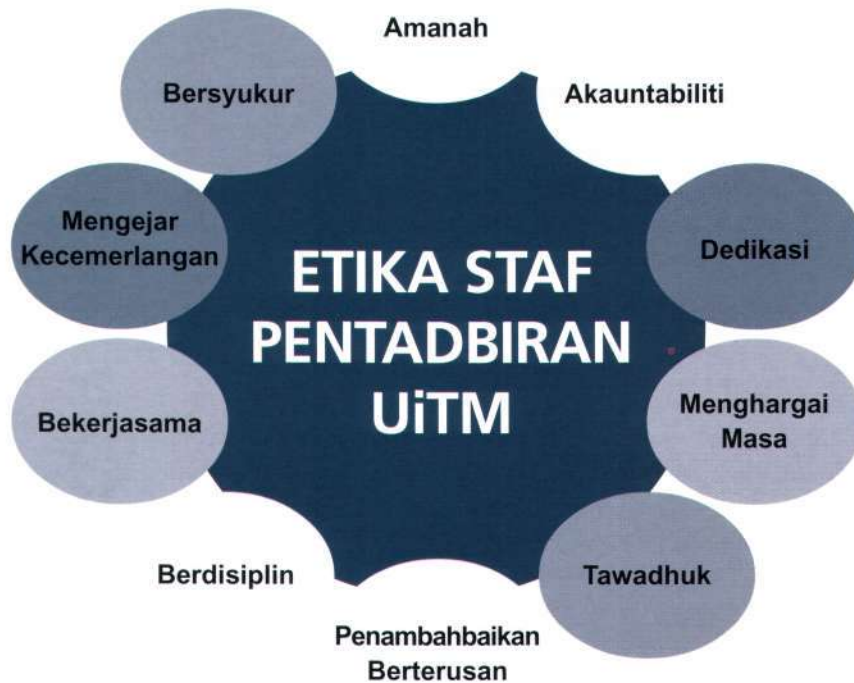 Amanah
Akauntabiliti
Dedikasi
Menghargai
Masa
Tawadhuk
Penambahbaikan
Berterusan
Berdisiplin
Bekerjasama
Mengejar
Kecemerlangan
Bersyukur
ETIKA STAF
PENTADBIRAN
UiTM